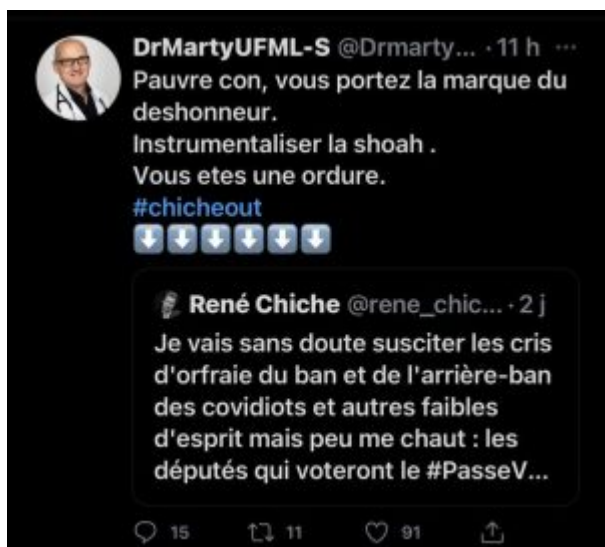 DrMartyUFML-S @Drmarty... · 11 h ...
Pauvre con, vous portez la marque du
deshonneur.
Instrumentaliser la shoah .
Vous etes une ordure.
#chicheout
⬇️⬇️⬇️⬇️⬇️⬇️
René Chiche @rene_chic... · 2 j
Je vais sans doute susciter les cris
d'orfraie du ban et de l'arrière-ban
des covidiots et autres faibles
d'esprit mais peu me chaut : les
députés qui voteront le #PasseV...
15 11 91